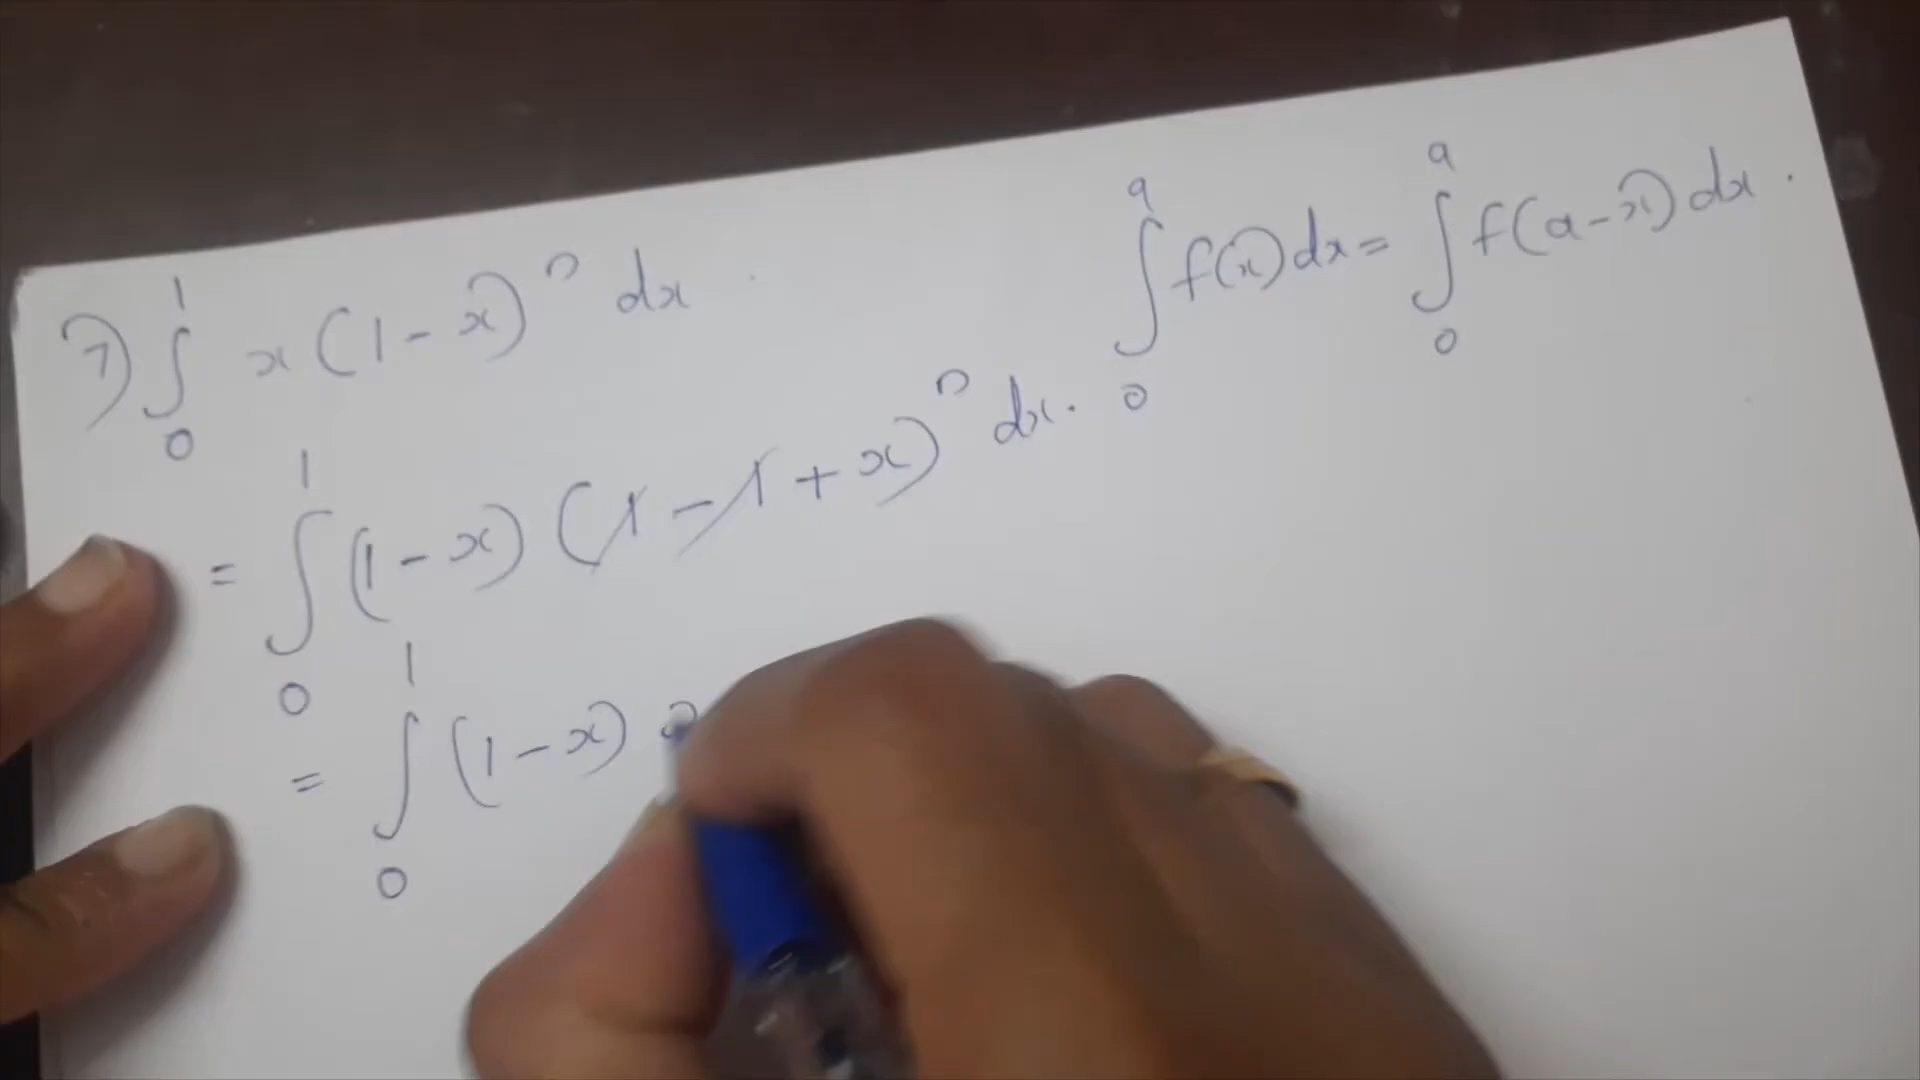 7) ∫₀¹ x(1-x)ⁿ dx .
∫₀ᵃ f(x)dx = ∫₀ᵃ f(a-x)dx .
= ∫₀¹ (1-x) (1-1+x)ⁿ dx .
= ∫₀¹ (1-x)